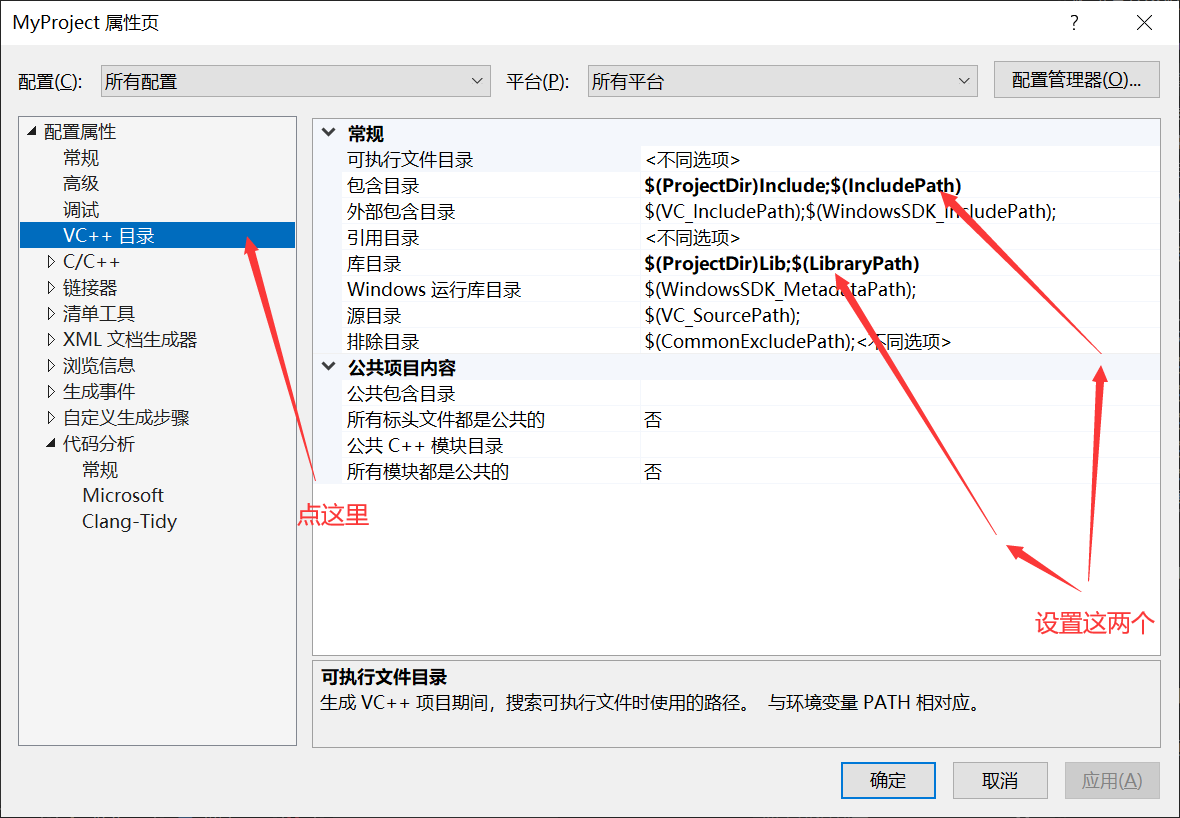 MyProject 属性页
?
配置(C):
所有配置
平台(P):
所有平台
配置管理器(O)...
配置属性
常规
高级
调试
VC++ 目录
C/C++
链接器
清单工具
XML 文档生成器
浏览信息
生成事件
自定义生成步骤
代码分析
常规
Microsoft
Clang-Tidy
常规
可执行文件目录 <不同选项>
包含目录 $(ProjectDir)Include;$(IncludePath)
外部包含目录 $(VC_IncludePath);$(WindowsSDK_IncludePath);
引用目录 <不同选项>
库目录 $(ProjectDir)Lib;$(LibraryPath)
Windows 运行库目录 $(WindowsSDK_MetadataPath);
源目录 $(VC_SourcePath);
排除目录 $(CommonExcludePath);<不同选项>
公共项目内容
公共包含目录
所有标头文件都是公共的 否
公共 C++ 模块目录
所有模块都是公共的 否
点这里
设置这两个
可执行文件目录
生成 VC++ 项目期间，搜索可执行文件时使用的路径。 与环境变量 PATH 相对应。
确定
取消
应用(A)